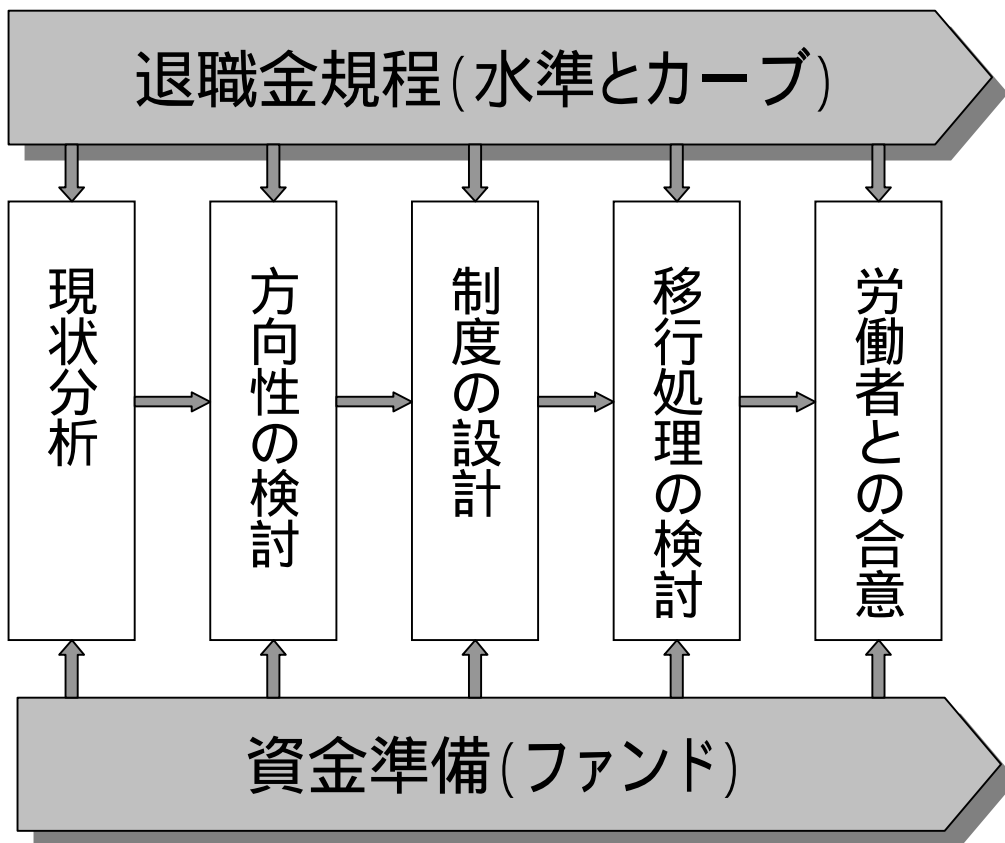 退職金規程(水準とカーブ)
現状分析
方向性の検討
制度の設計
移行処理の検討
労働者との合意
資金準備(ファンド)